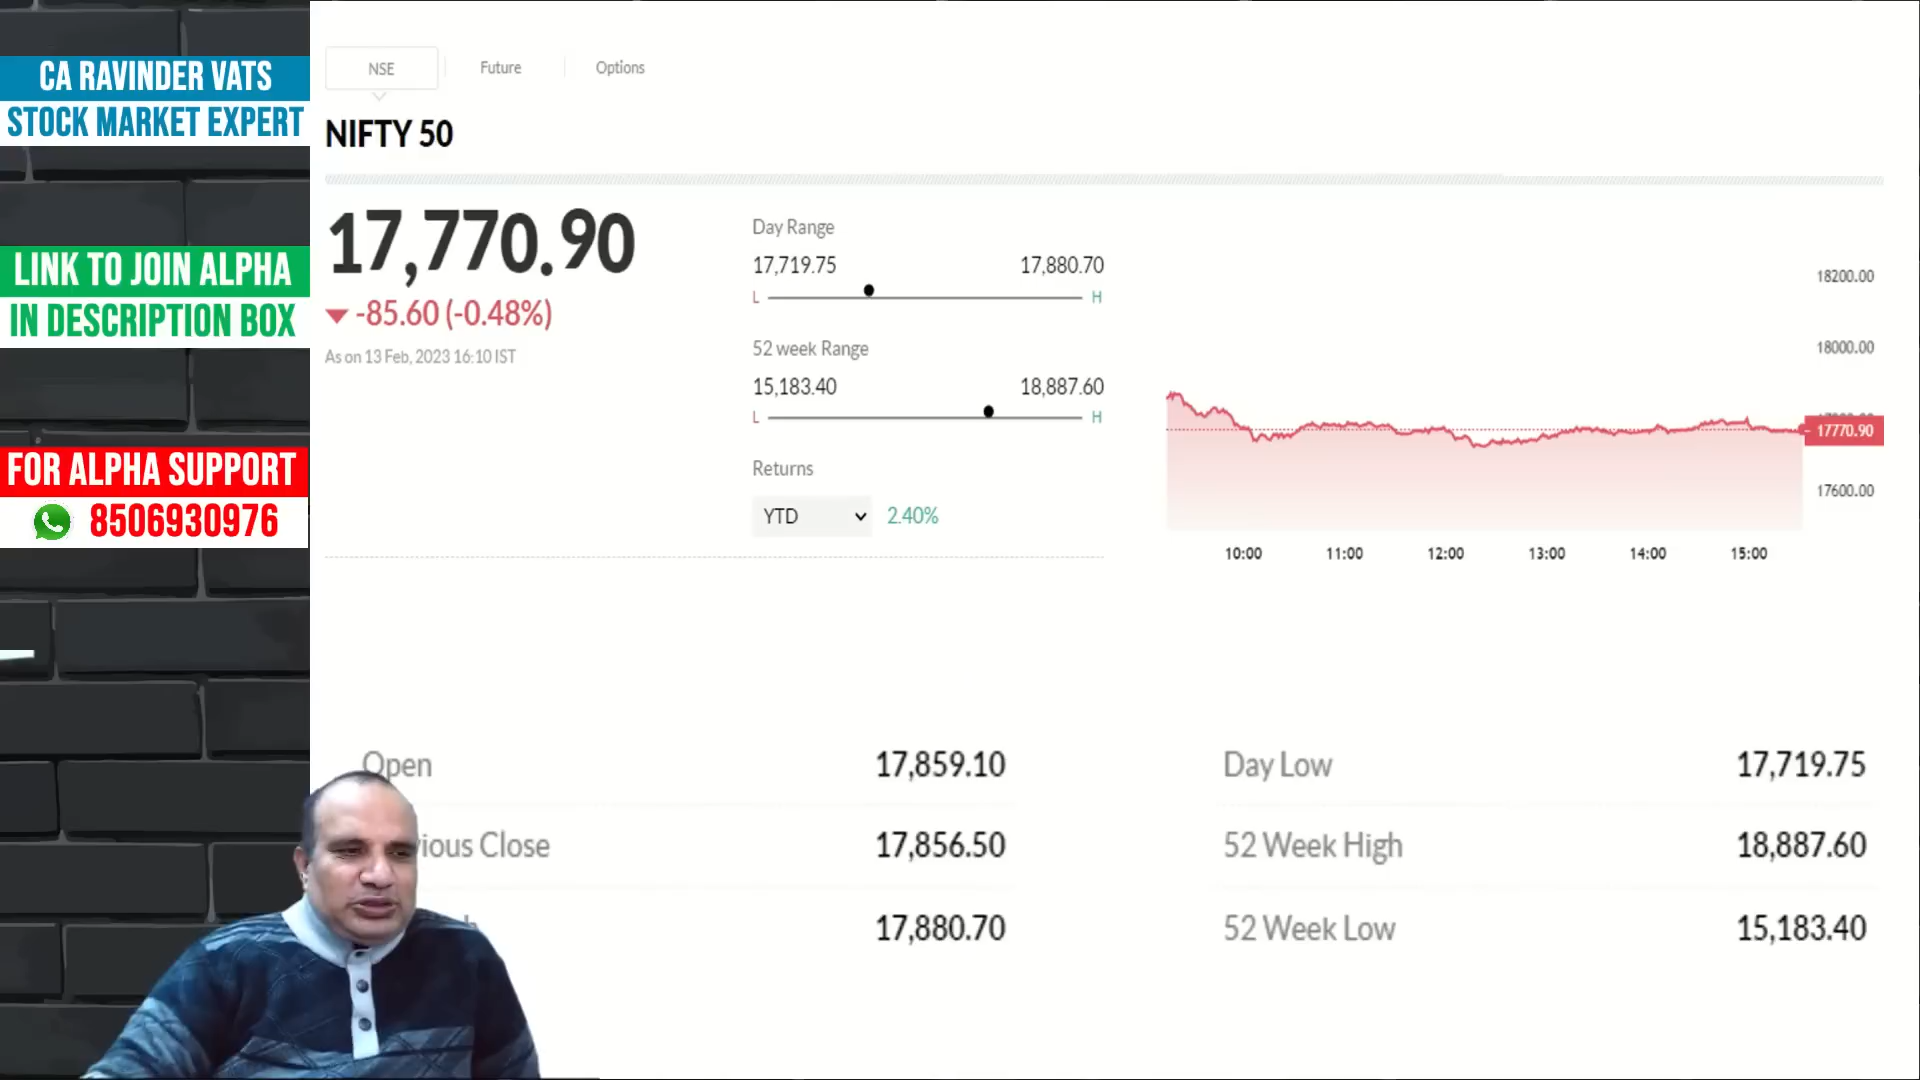 CA RAVINDER VATS
STOCK MARKET EXPERT
LINK TO JOIN ALPHA
IN DESCRIPTION BOX
FOR ALPHA SUPPORT
8506930976
NSE
Future
Options
NIFTY 50
17,770.90
-85.60 (-0.48%)
As on 13 Feb, 2023 16:10 IST
Day Range
17,719.75 17,880.70
L H
52 week Range
15,183.40 18,887.60
L H
Returns
YTD 2.40%
18200.00
18000.00
17770.90
17600.00
10:00 11:00 12:00 13:00 14:00 15:00
Open 17,859.10
vious Close 17,856.50
17,880.70
Day Low 17,719.75
52 Week High 18,887.60
52 Week Low 15,183.40